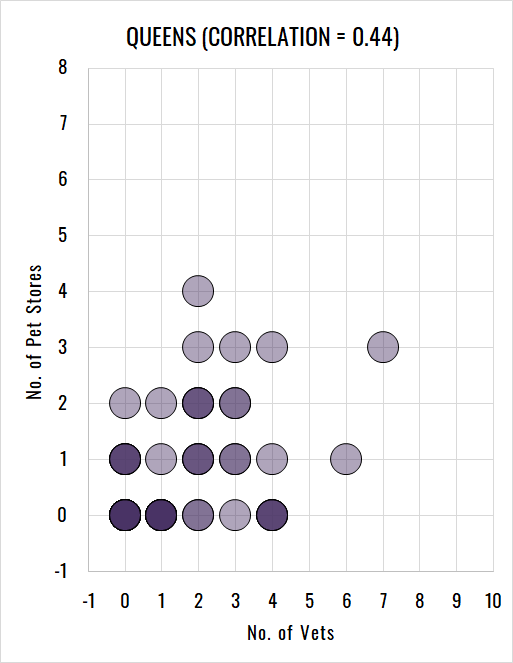 QUEENS (CORRELATION = 0.44)
8
7
6
5
4
3
2
1
0
-1
No. of Pet Stores
-1 0 1 2 3 4 5 6 7 8 9 10
No. of Vets